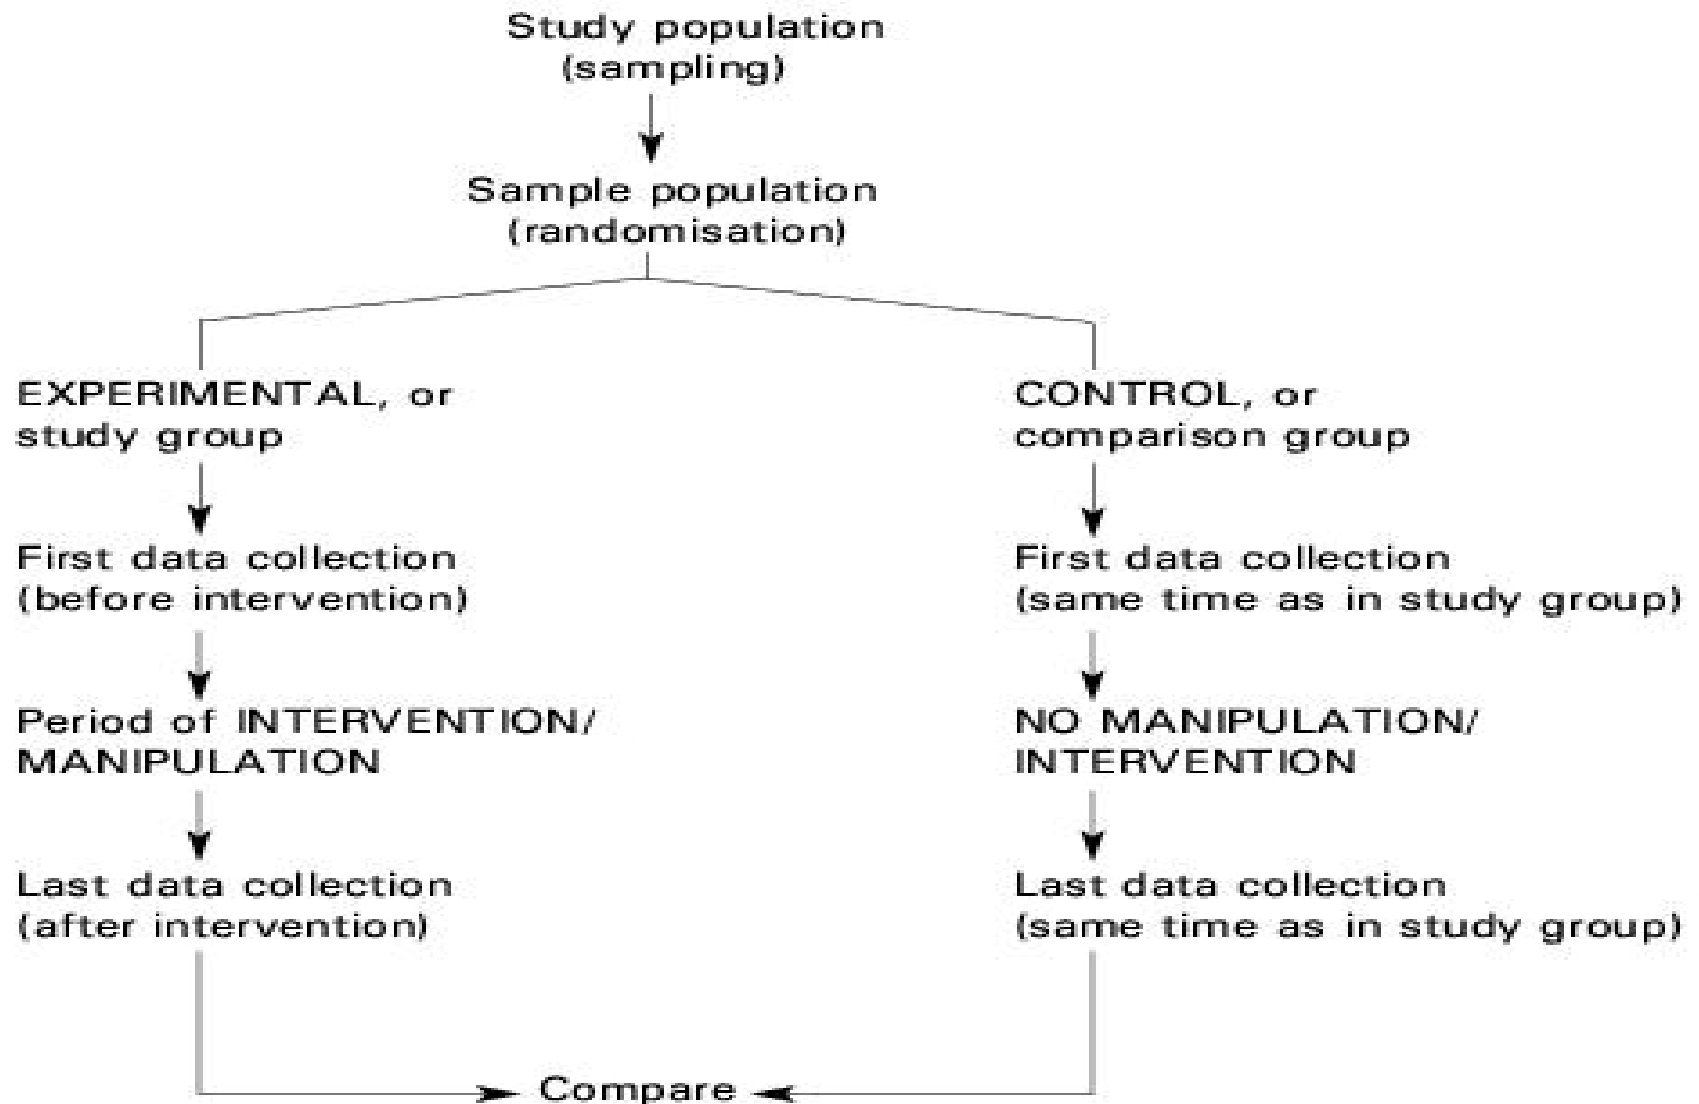 Study population
(sampling)
Sample population
(randomisation)
EXPERIMENTAL, or
study group
CONTROL, or
comparison group
First data collection
(before intervention)
First data collection
(same time as in study group)
Period of INTERVENTION/
MANIPULATION
NO MANIPULATION/
INTERVENTION
Last data collection
(after intervention)
Last data collection
(same time as in study group)
Compare